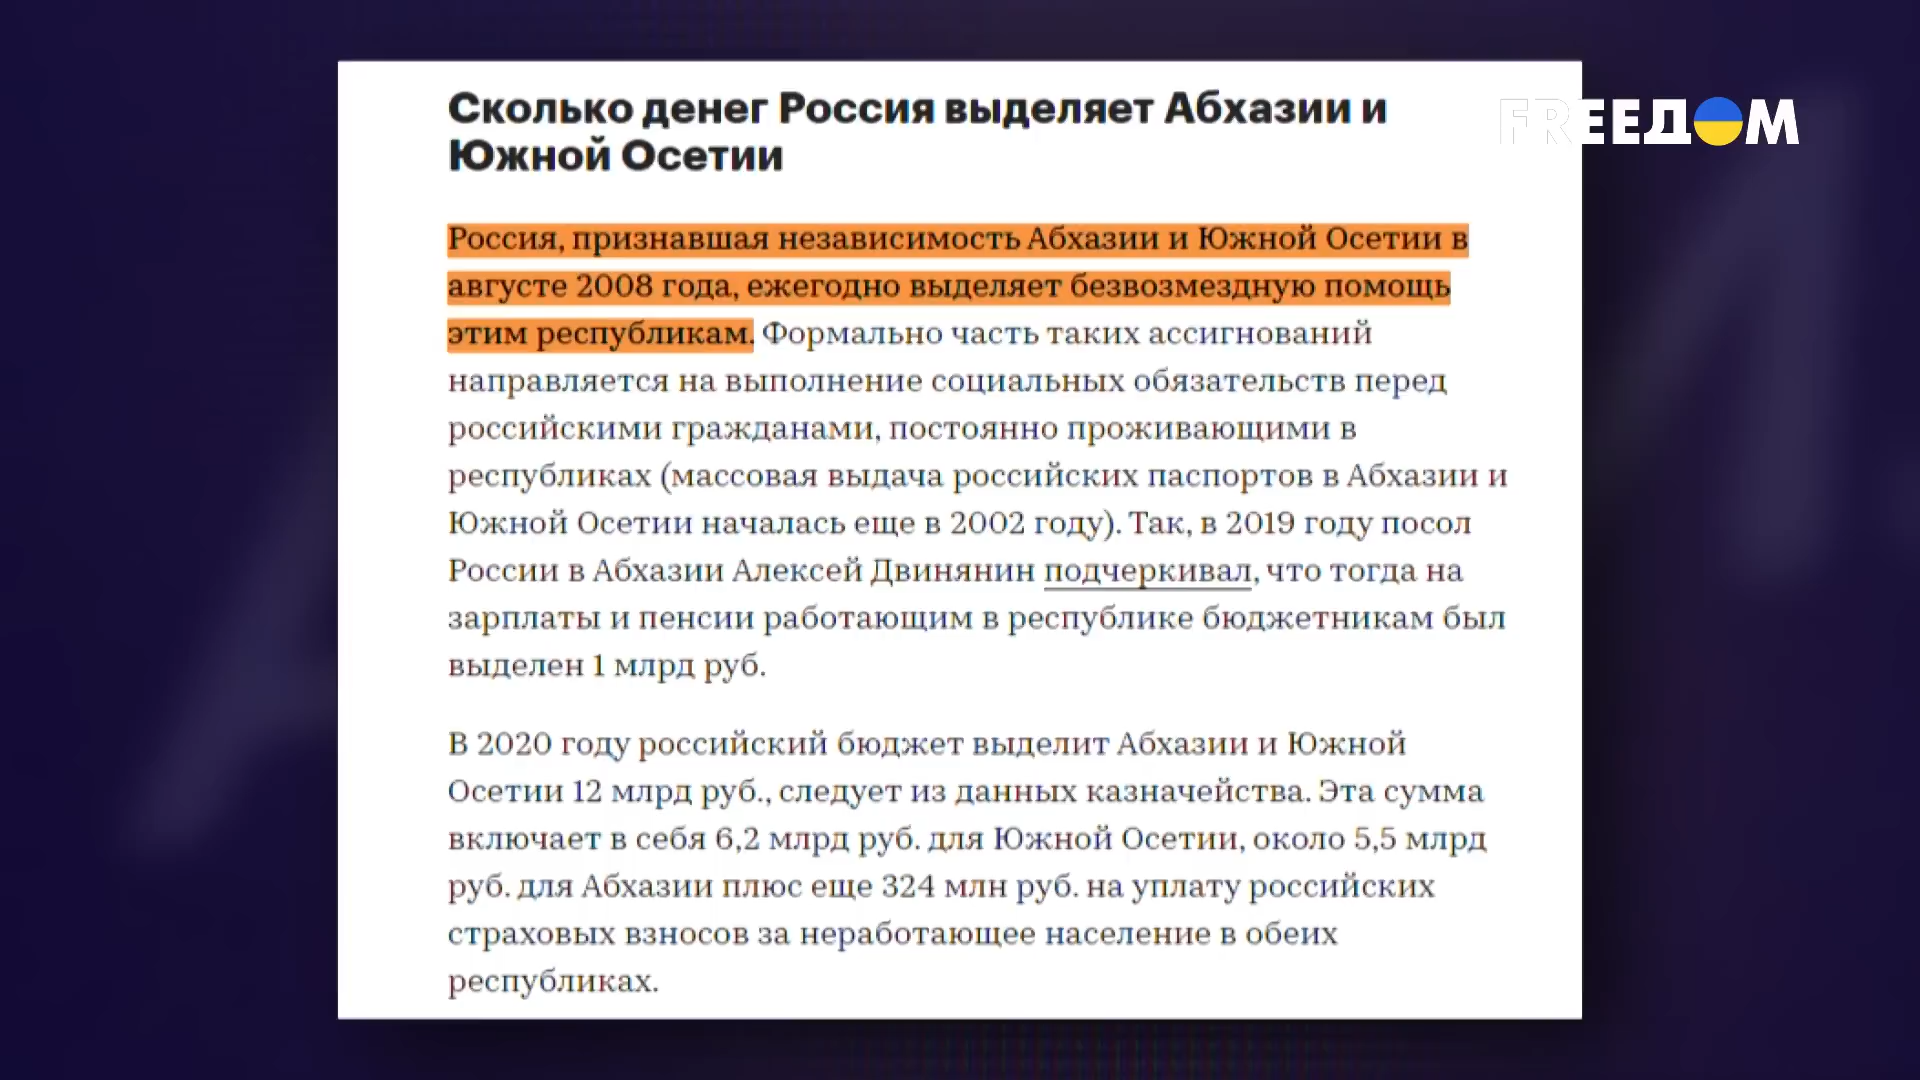 Сколько денег Россия выделяет Абхазии и
Южной Осетии
FREEДOM
Россия, признавшая независимость Абхазии и Южной Осетии в
августе 2008 года, ежегодно выделяет безвозмездную помощь
этим республикам. Формально часть таких ассигнований
направляется на выполнение социальных обязательств перед
российскими гражданами, постоянно проживающими в
республиках (массовая выдача российских паспортов в Абхазии и
Южной Осетии началась еще в 2002 году). Так, в 2019 году посол
России в Абхазии Алексей Двинянин подчеркивал, что тогда на
зарплаты и пенсии работающим в республике бюджетникам был
выделен 1 млрд руб.
В 2020 году российский бюджет выделит Абхазии и Южной
Осетии 12 млрд руб., следует из данных казначейства. Эта сумма
включает в себя 6,2 млрд руб. для Южной Осетии, около 5,5 млрд
руб. для Абхазии плюс еще 324 млн руб. на уплату российских
страховых взносов за неработающее население в обеих
республиках.